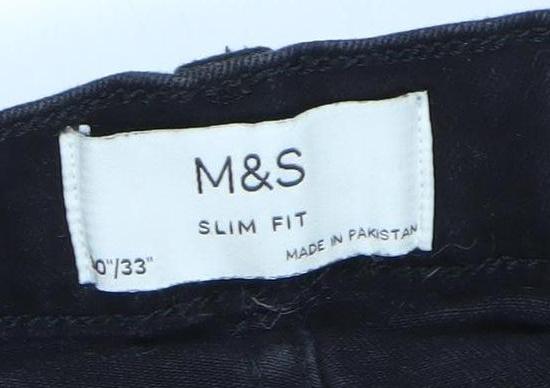 M&S
SLIM FIT
0"/33"
MADE IN PAKISTAN